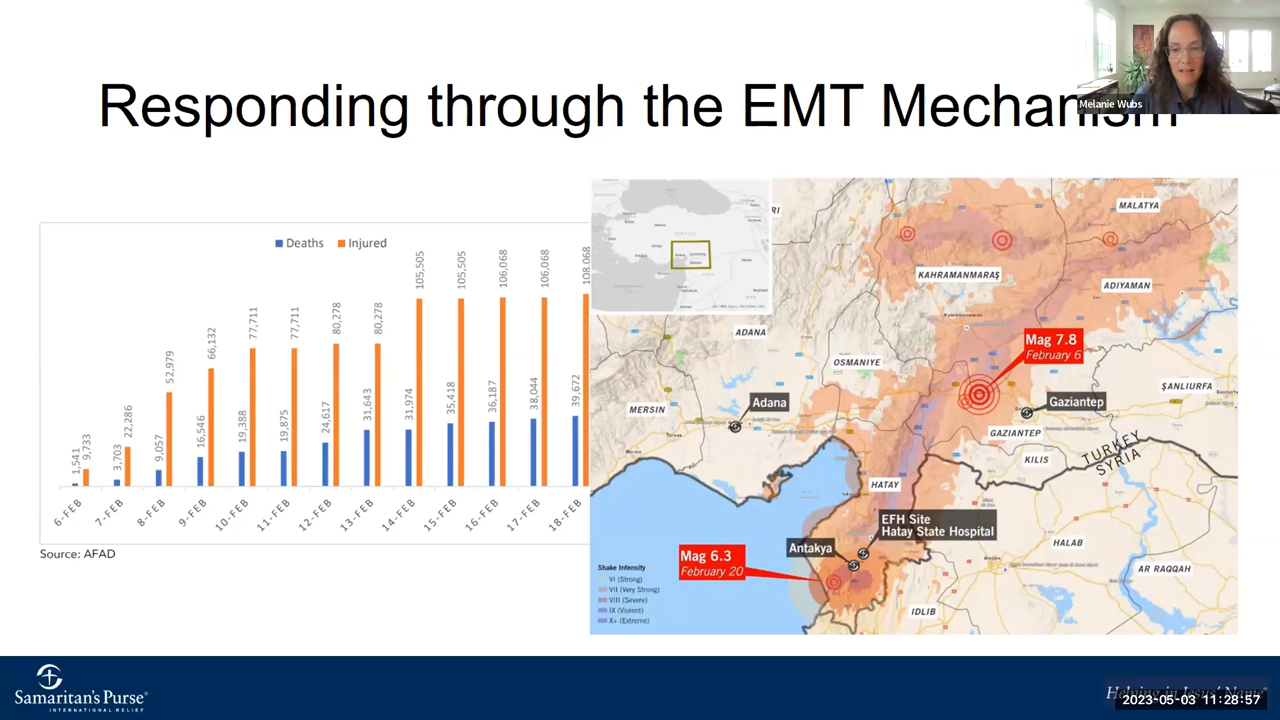 Responding through the EMT Mechanism
Melanie Wubs
Deaths Injured
1,541
9,733
3,703
22,286
9,057
52,979
16,546
66,132
19,388
77,711
19,875
77,711
24,617
80,278
31,643
80,278
31,974
105,505
35,418
105,505
36,187
106,068
38,044
106,068
39,672
108,068
6-FEB
7-FEB
8-FEB
9-FEB
10-FEB
11-FEB
12-FEB
13-FEB
14-FEB
15-FEB
16-FEB
17-FEB
18-FEB
Source: AFAD
RI
MALATYA
KAHRAMANMARAŞ
ADIYAMAN
ADANA
Mag 7.8
February 6
OSMANIYE
ŞANLIURFA
Adana
Gaziantep
MERSIN
GAZIANTEP
KILIS
TURKEY
SYRIA
HATAY
EFH Site
Hatay State Hospital
Antakya
HALAB
Mag 6.3
February 20
AR RAQQAH
IDLIB
Shake Intensity
VI (Strong)
VII (Very Strong)
VIII (Severe)
IX (Violent)
X+ (Extreme)
Samaritan's Purse®
INTERNATIONAL RELIEF
Helping in Jesus' Name®
2023-05-03 11:28:57